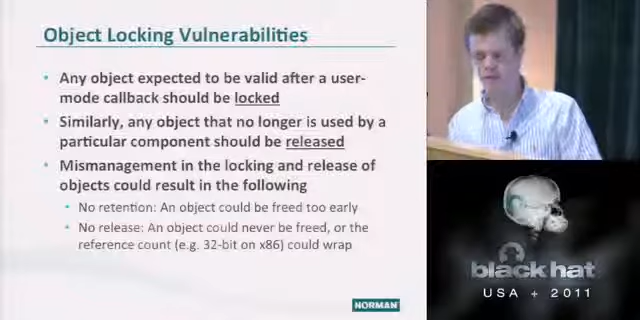 Object Locking Vulnerabilities
Any object expected to be valid after a user-
mode callback should be locked
Similarly, any object that no longer is used by a
particular component should be released
Mismanagement in the locking and release of
objects could result in the following
No retention: An object could be freed too early
No release: An object could never be freed, or the
reference count (e.g. 32-bit on x86) could wrap
NORMAN
black hat
USA + 2011